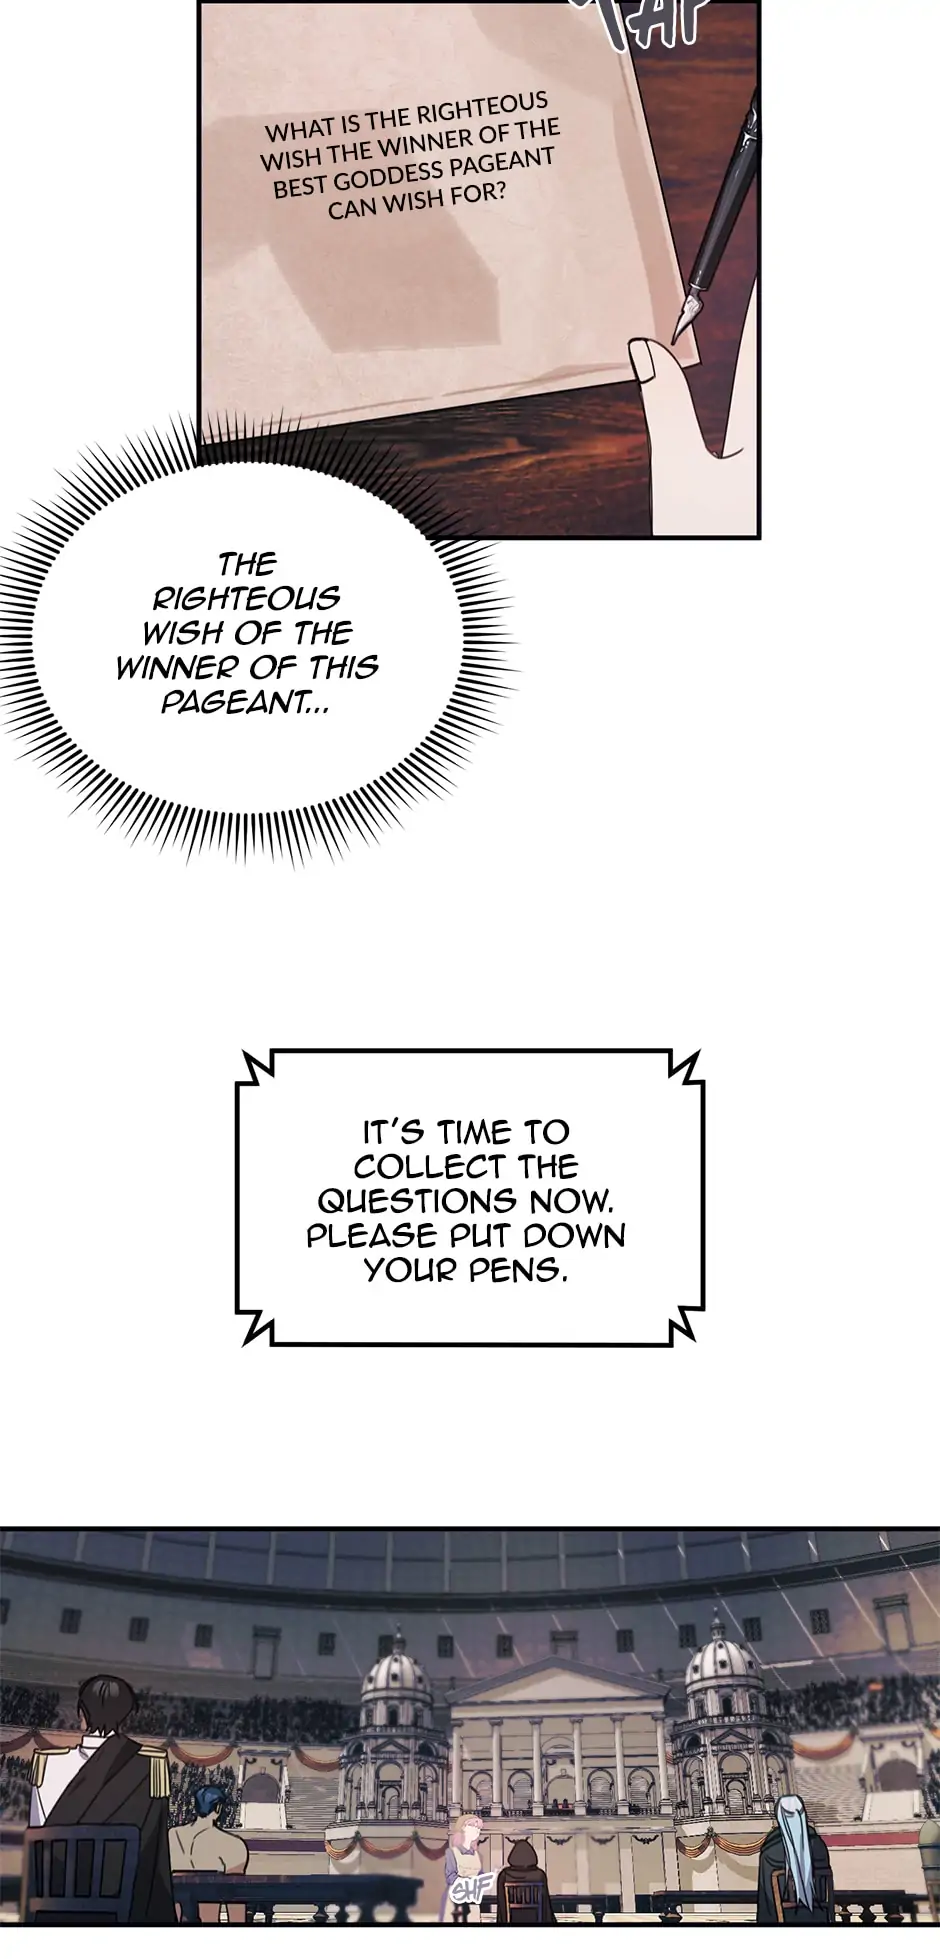 TAP
WHAT IS THE RIGHTEOUS
WISH THE WINNER OF THE
BEST GODDESS PAGEANT
CAN WISH FOR?
THE
RIGHTEOUS
WISH OF THE
WINNER OF THIS
PAGEANT...
IT'S TIME TO
COLLECT THE
QUESTIONS NOW.
PLEASE PUT DOWN
YOUR PENS.
SHF